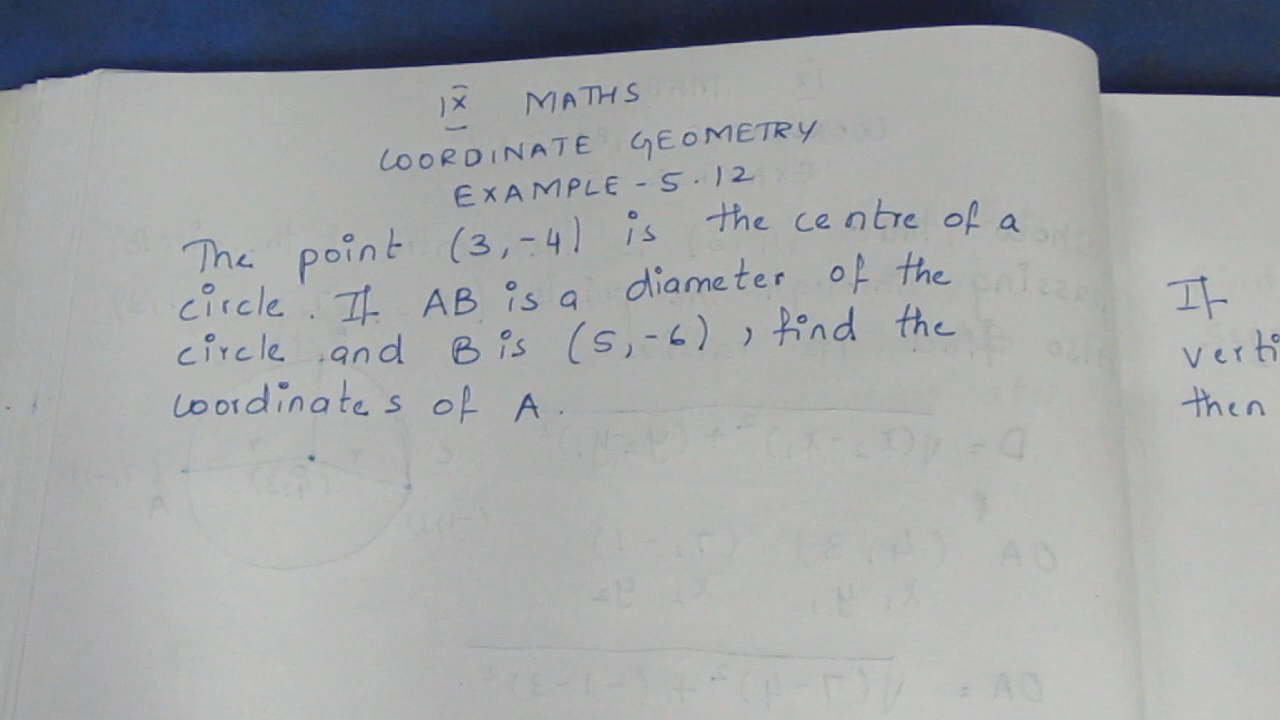 IX MATHS
COORDINATE GEOMETRY
EXAMPLE - 5.12
The point (3,-4) is the centre of a
circle. If AB is a diameter of the
circle and B is (5,-6), find the
coordinates of A.
If
verti
then